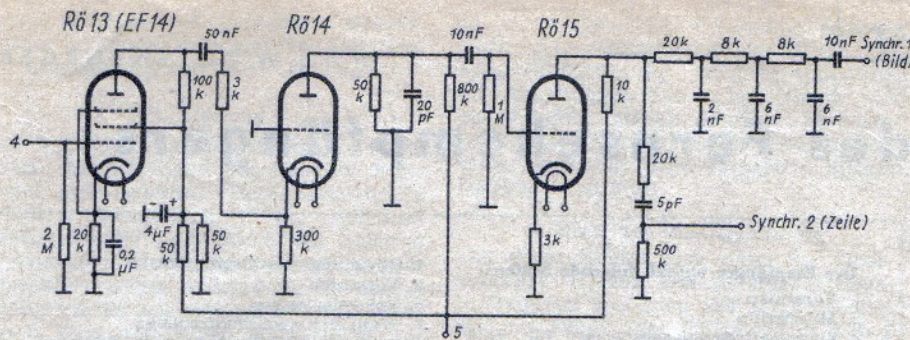 Rö 13 (EF14)
50 nF
100 k
3 k
4
2 M
20 k
0,2 µF
- +
4µF
50 k
50 k
Rö14
300 k
50 k
20 pF
10nF
800 k
1 M
5
Rö15
3k
10 k
20k
8k
8k
10nF
Synchr. 1
(Bild)
2 nF
6 nF
6 nF
20k
5pF
Synchr. 2 (Zeile)
500 k